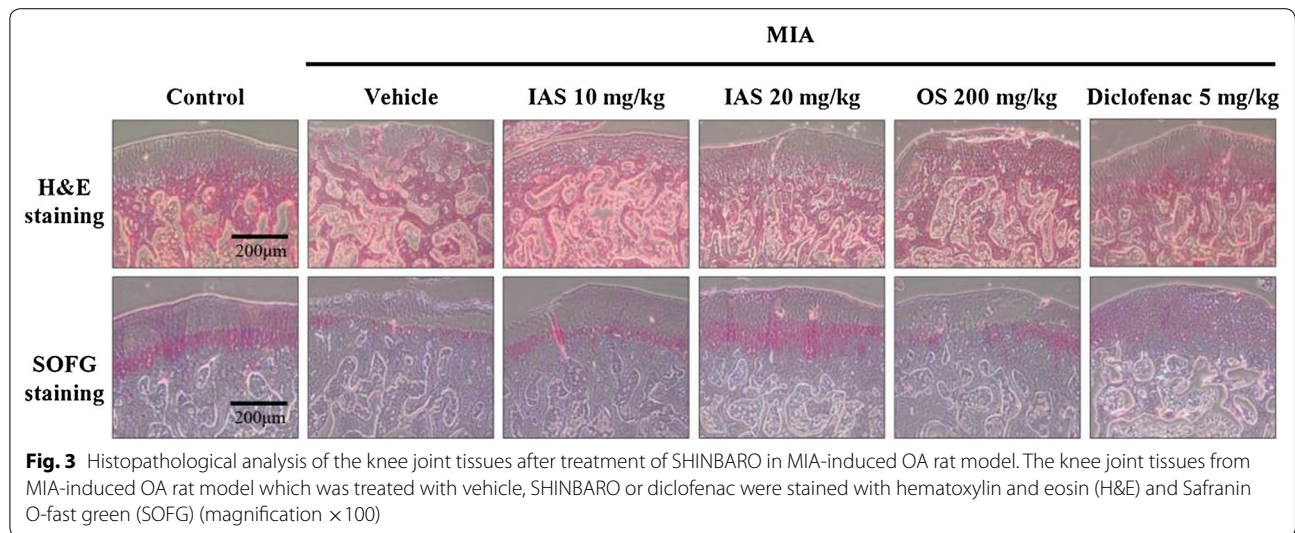 MIA
Control Vehicle IAS 10 mg/kg IAS 20 mg/kg OS 200 mg/kg Diclofenac 5 mg/kg
H&E
staining
200μm
SOFG
staining
200μm
Fig. 3 Histopathological analysis of the knee joint tissues after treatment of SHINBARO in MIA-induced OA rat model. The knee joint tissues from
MIA-induced OA rat model which was treated with vehicle, SHINBARO or diclofenac were stained with hematoxylin and eosin (H&E) and Safranin
O-fast green (SOFG) (magnification ×100)